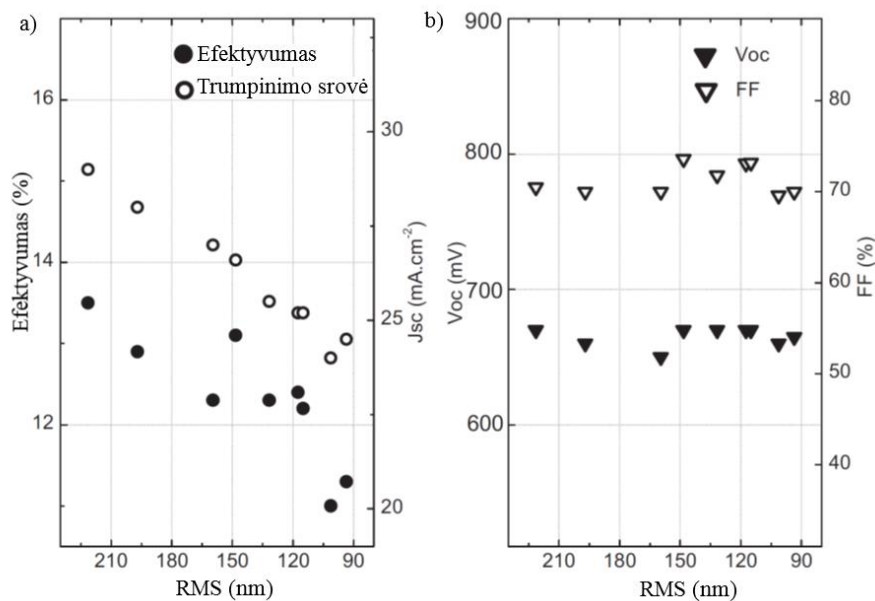 a)
Efektyvumas
Trumpinimo srovė
16
14
12
Efektyvumas (%)
30
25
20
Jsc (mA.cm-2)
210 180 150 120 90
RMS (nm)
b)
Voc
FF
900
800
700
600
Voc (mV)
80
70
60
50
40
FF (%)
210 180 150 120 90
RMS (nm)